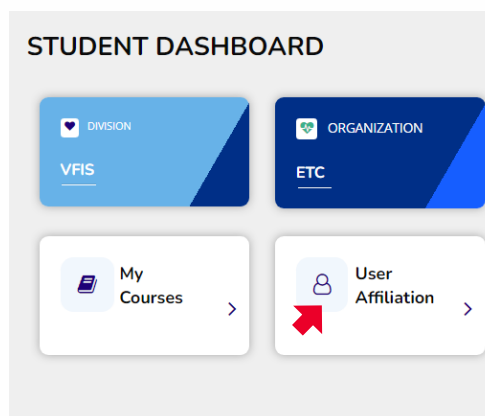 STUDENT DASHBOARD
DIVISION
VFIS
ORGANIZATION
ETC
My
Courses
User
Affiliation